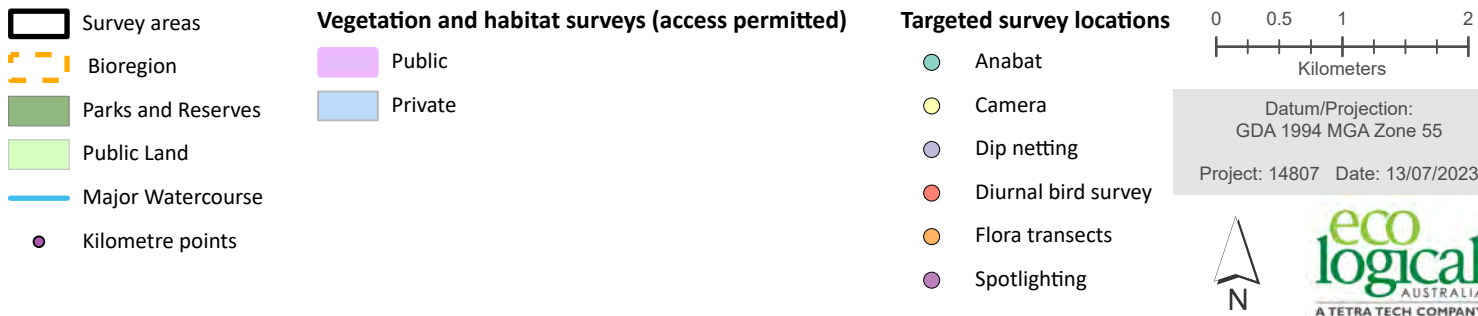 Survey areas
Bioregion
Parks and Reserves
Public Land
Major Watercourse
Kilometre points
Vegetation and habitat surveys (access permitted)
Public
Private
Targeted survey locations
Anabat
Camera
Dip netting
Diurnal bird survey
Flora transects
Spotlighting
0 0.5 1 2
Kilometers
Datum/Projection:
GDA 1994 MGA Zone 55
Project: 14807 Date: 13/07/2023
N
eco
logical
AUSTRALIA
A TETRA TECH COMPANY